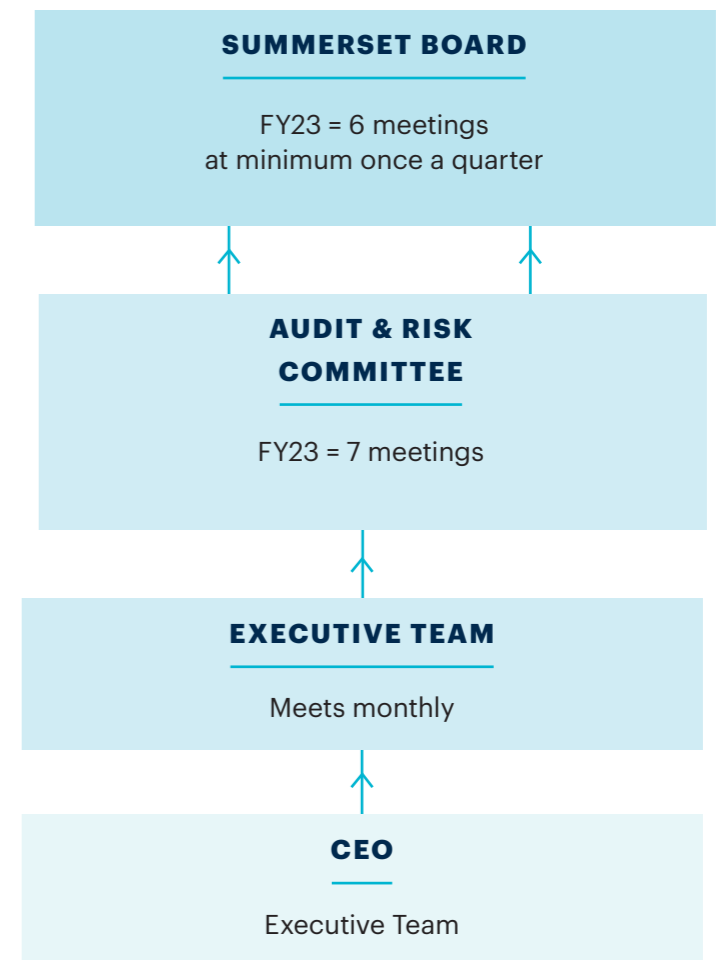 SUMMERSET BOARD
FY23 = 6 meetings
at minimum once a quarter
AUDIT & RISK
COMMITTEE
FY23 = 7 meetings
EXECUTIVE TEAM
Meets monthly
CEO
Executive Team